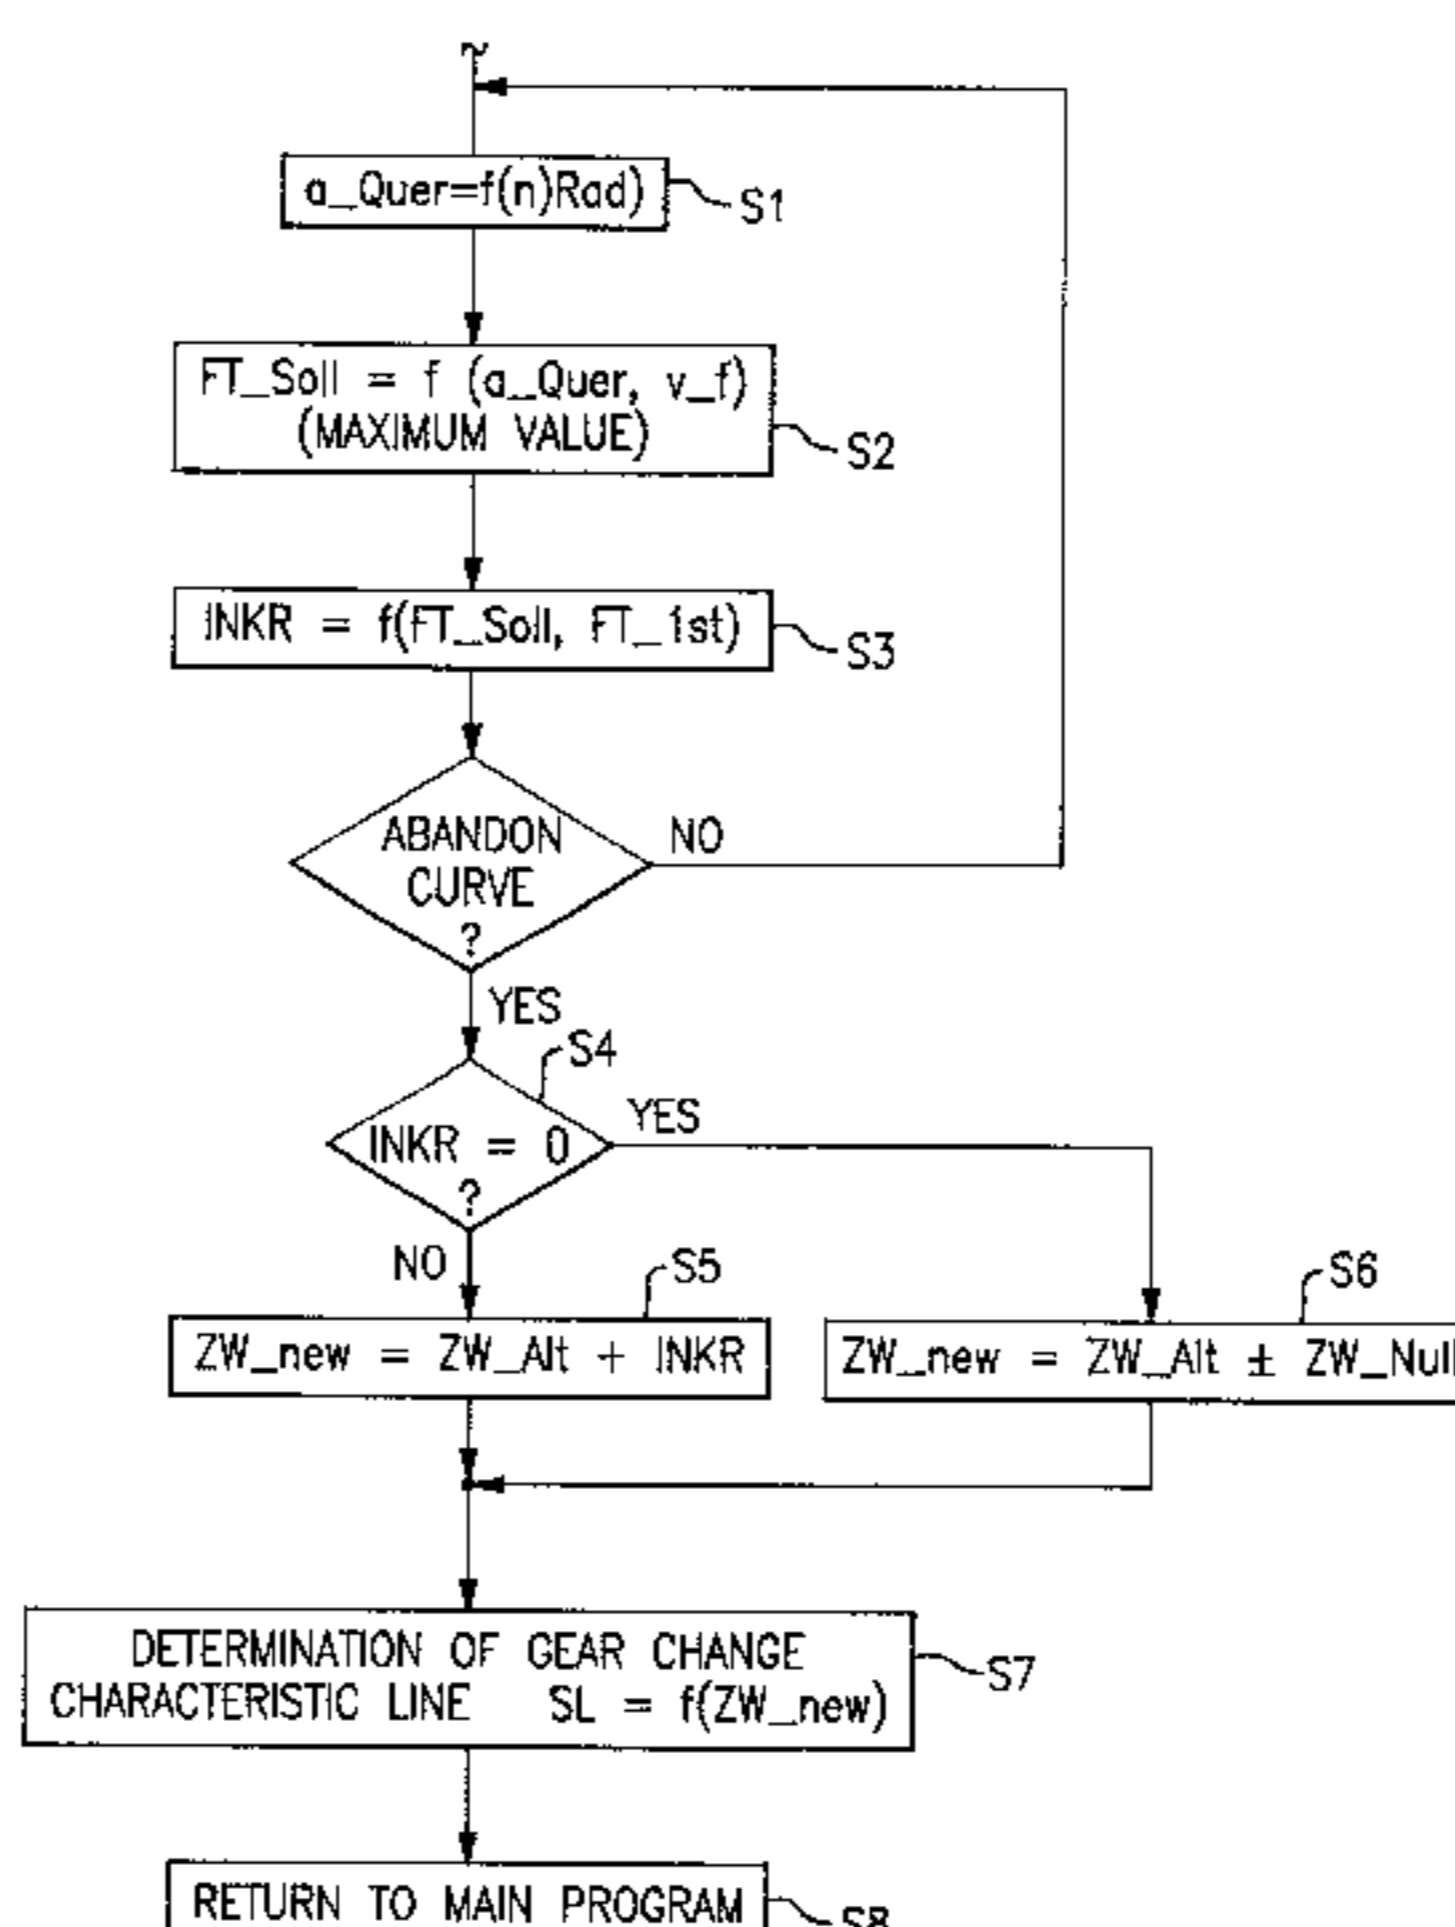 a_Quer=f(n)Rad)
S1
FT_Soll = f (a_Quer, v_f)
(MAXIMUM VALUE)
S2
INKR = f(FT_Soll, FT_1st)
S3
ABANDON
CURVE
?
NO
YES
S4
INKR = 0
?
YES
NO
S5
ZW_new = ZW_Alt + INKR
S6
ZW_new = ZW_Alt ± ZW_Null
DETERMINATION OF GEAR CHANGE
CHARACTERISTIC LINE SL = f(ZW_new)
S7
RETURN TO MAIN PROGRAM
S8